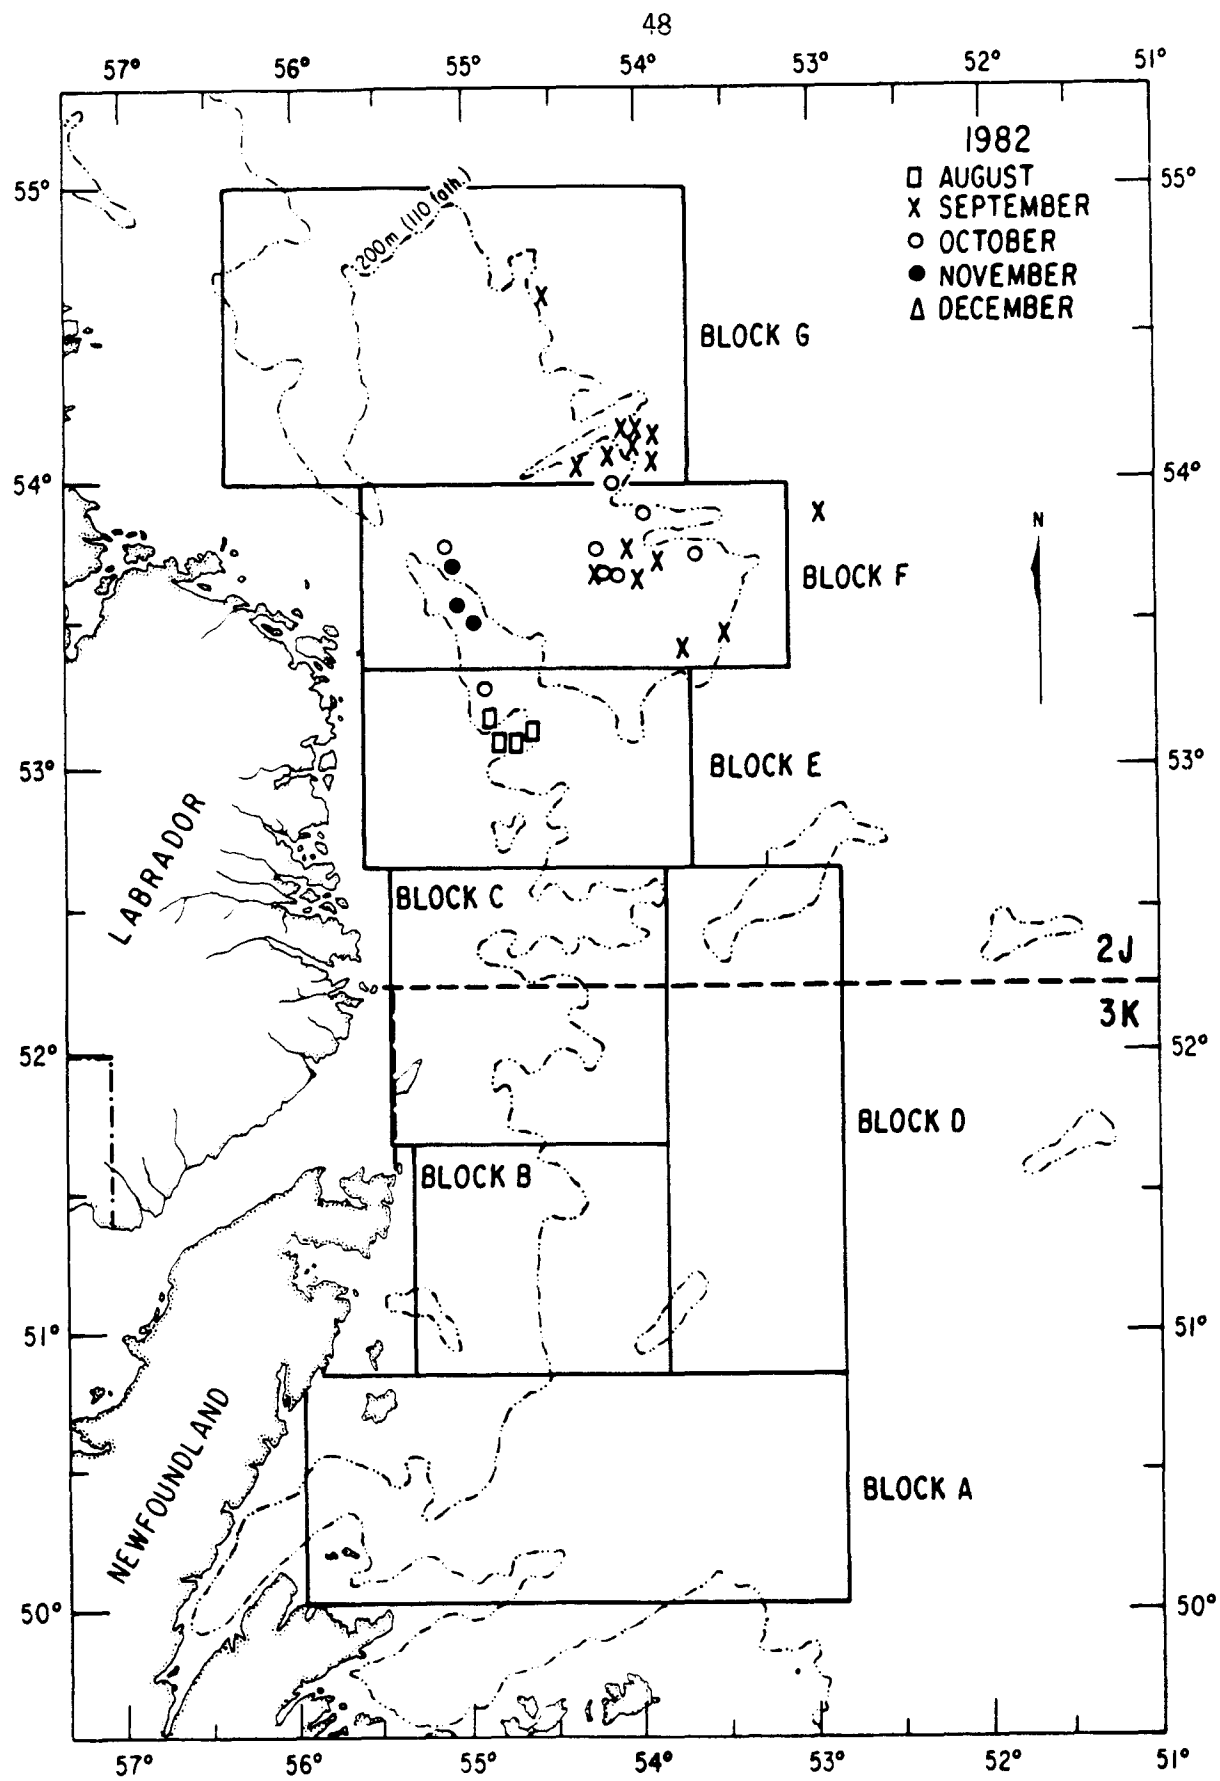 48
57° 56° 55° 54° 53° 52° 51°
1982
AUGUST
X SEPTEMBER
AUGUST
OCTOBER
NOVEMBER
DECEMBER
55° 55°
200m (110 fath.)
BLOCK G
54° 54°
N
BLOCK F
53° 53°
BLOCK E
LABRADOR
BLOCK C
2J
3K
52° 52°
BLOCK D
BLOCK B
51° 51°
NEWFOUNDLAND
BLOCK A
50° 50°
57° 56° 55° 54° 53° 52° 51°